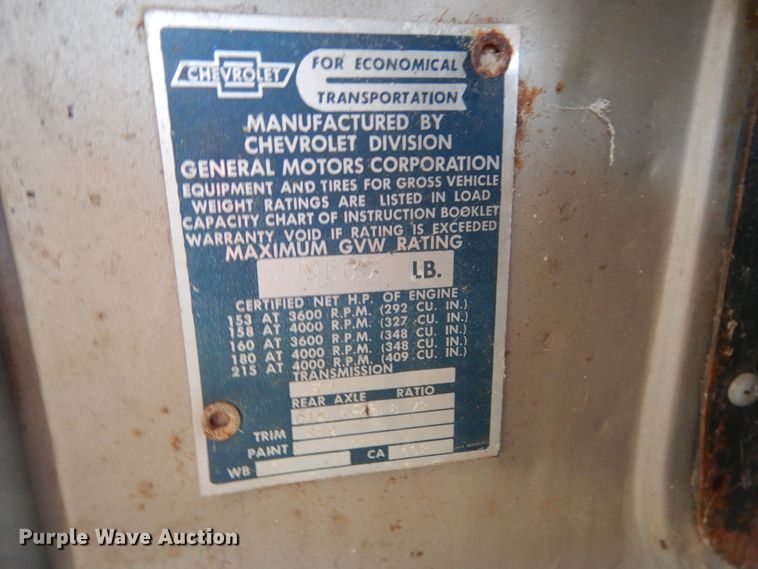 CHEVROLET
FOR ECONOMICAL
TRANSPORTATION
MANUFACTURED BY
CHEVROLET DIVISION
GENERAL MOTORS CORPORATION
EQUIPMENT AND TIRES FOR GROSS VEHICLE
WEIGHT RATINGS ARE LISTED IN LOAD
CAPACITY CHART OF INSTRUCTION BOOKLET
WARRANTY VOID IF RATING IS EXCEEDED
MAXIMUM GVW RATING
LB.
CERTIFIED NET H.P. OF ENGINE
153 AT 3600 R.P.M. (292 CU. IN.)
158 AT 4000 R.P.M. (327 CU. IN.)
160 AT 3600 R.P.M. (348 CU. IN.)
180 AT 4000 R.P.M. (348 CU. IN.)
215 AT 4000 R.P.M. (409 CU. IN.)
TRANSMISSION
REAR AXLE RATIO
TRIM
PAINT
WB CA
Purple Wave Auction